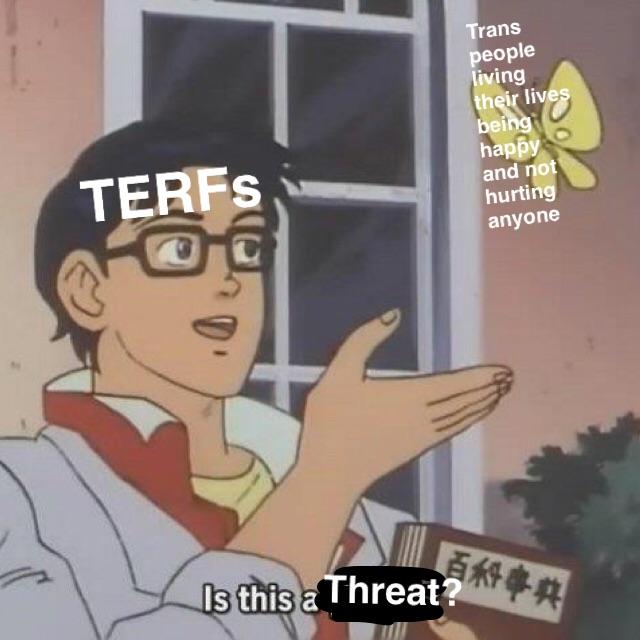 Trans
people
living
their lives
being
happy
and not
hurting
anyone
TERFs
百科事典
Is this a Threat?